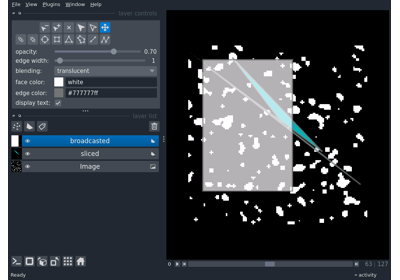 File View Plugins Window Help
layer controls
opacity: 0.70
edge width: 1
blending: translucent
face color: white
edge color: #777777ff
display text:
layer list
broadcasted
sliced
Image
63 127
Ready
activity